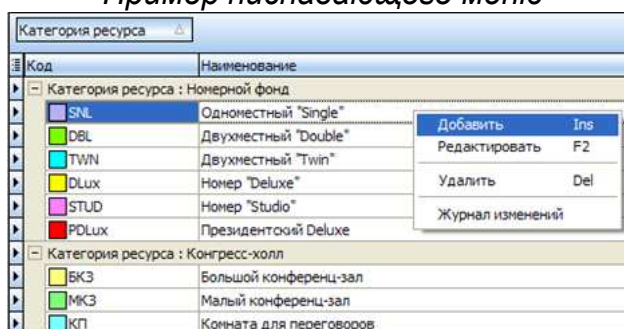 Пример ниспадающего меню
Категория ресурса
Код Наименование
Категория ресурса : Номерной фонд
SNL Одноместный "Single"
DBL Двухместный "Double"
TWN Двухместный "Twin"
DLux Номер "Deluxe"
STUD Номер "Studio"
PDLux Президентский Deluxe
Добавить Ins
Редактировать F2
Удалить Del
Журнал изменений
Категория ресурса : Конгресс-холл
БКЗ Большой конференц-зал
МКЗ Малый конференц-зал
КП Комната для переговоров